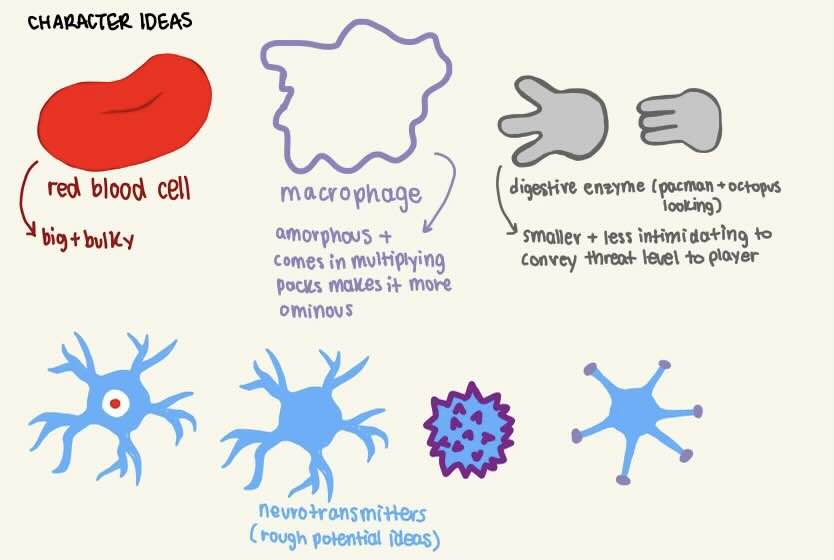 CHARACTER IDEAS
red blood cell
big + bulky
macrophage
amorphous +
comes in multiplying
packs makes it more
ominous
digestive enzyme (pacman + octopus
looking)
smaller + less intimidating to
convey threat level to player
neurotransmitters
(rough potential ideas)